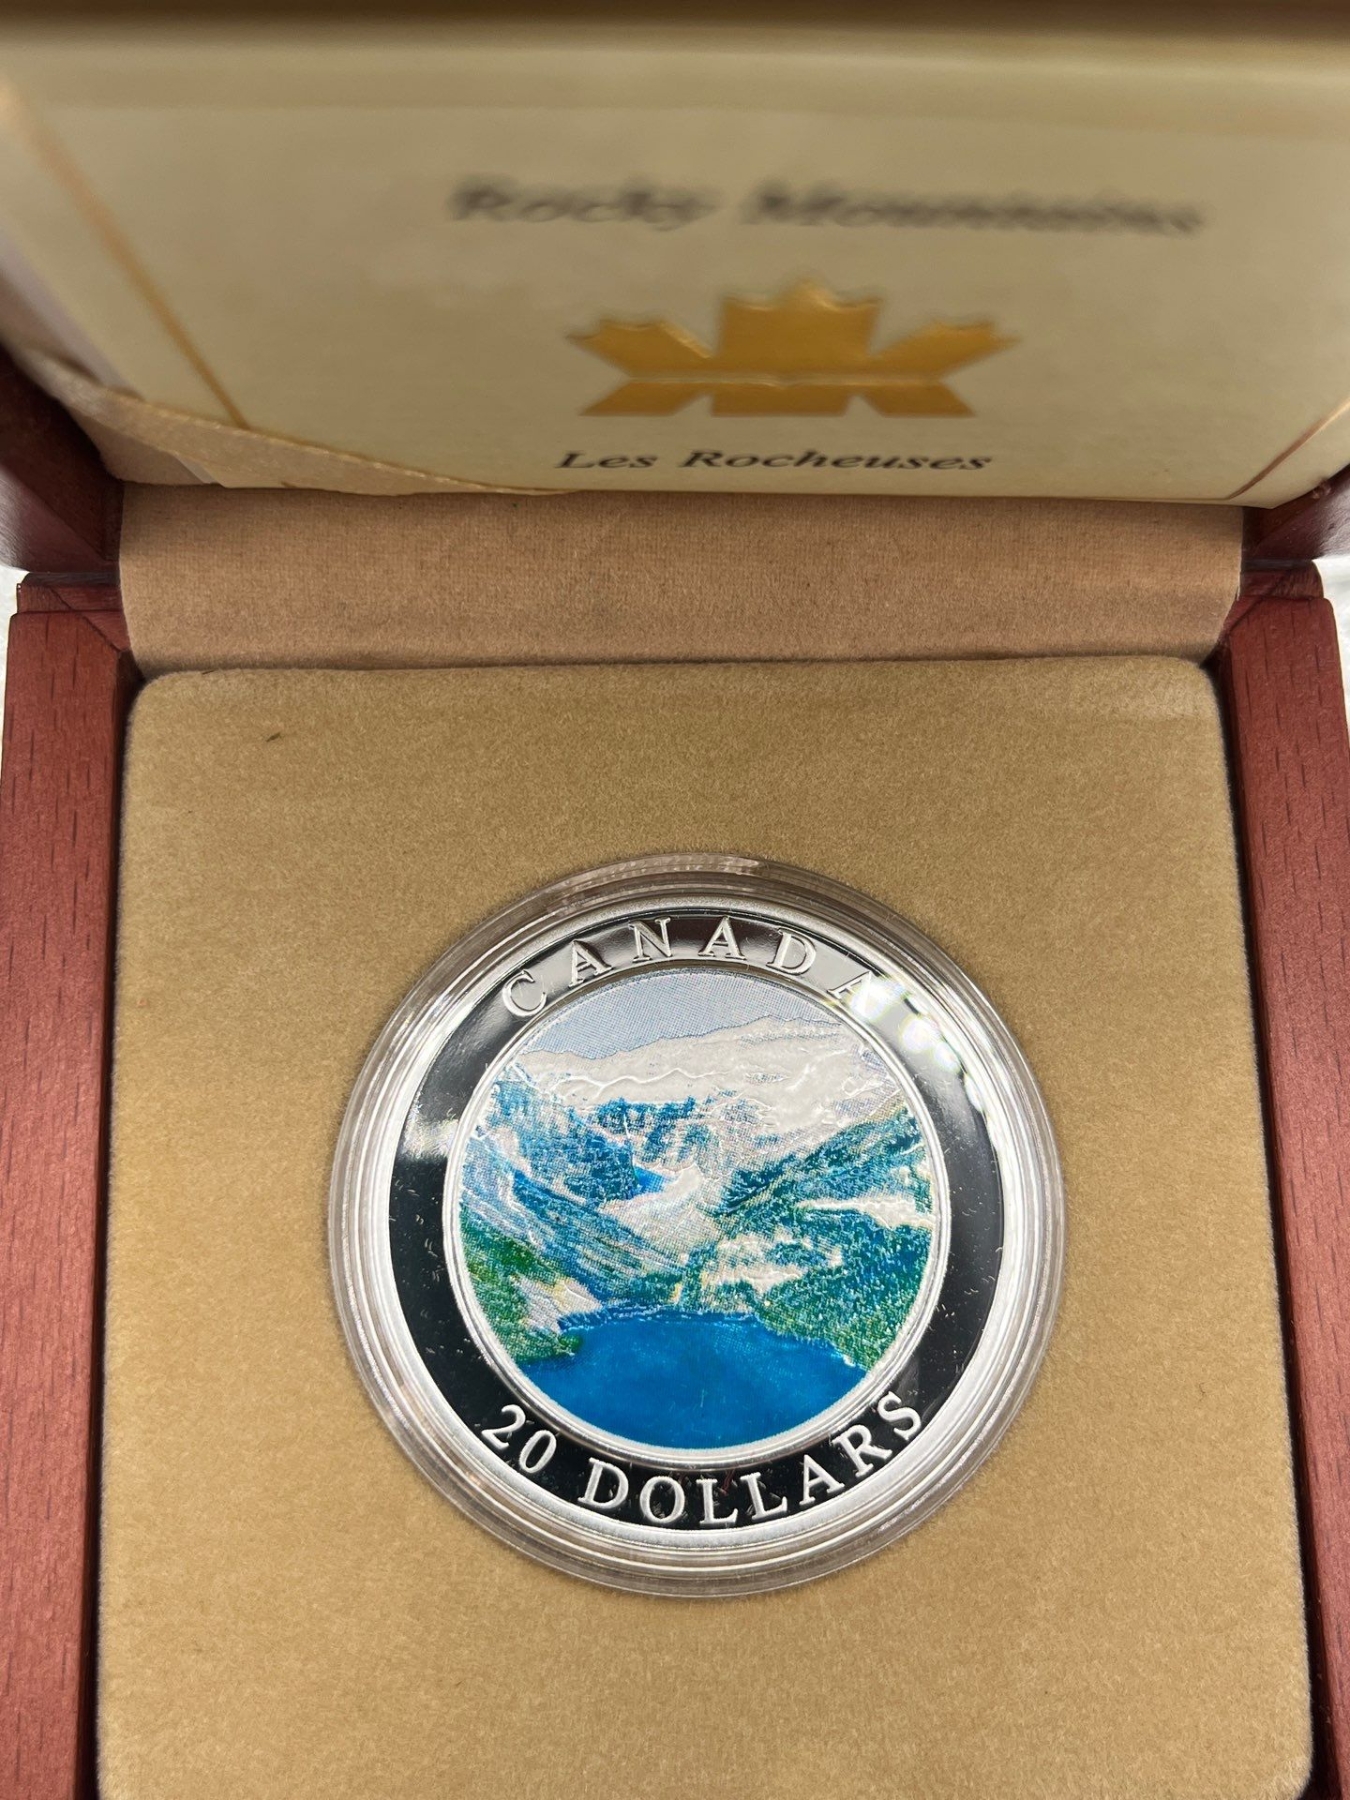 Rocky Mountains
Les Rocheuses
CANADA
20 DOLLARS